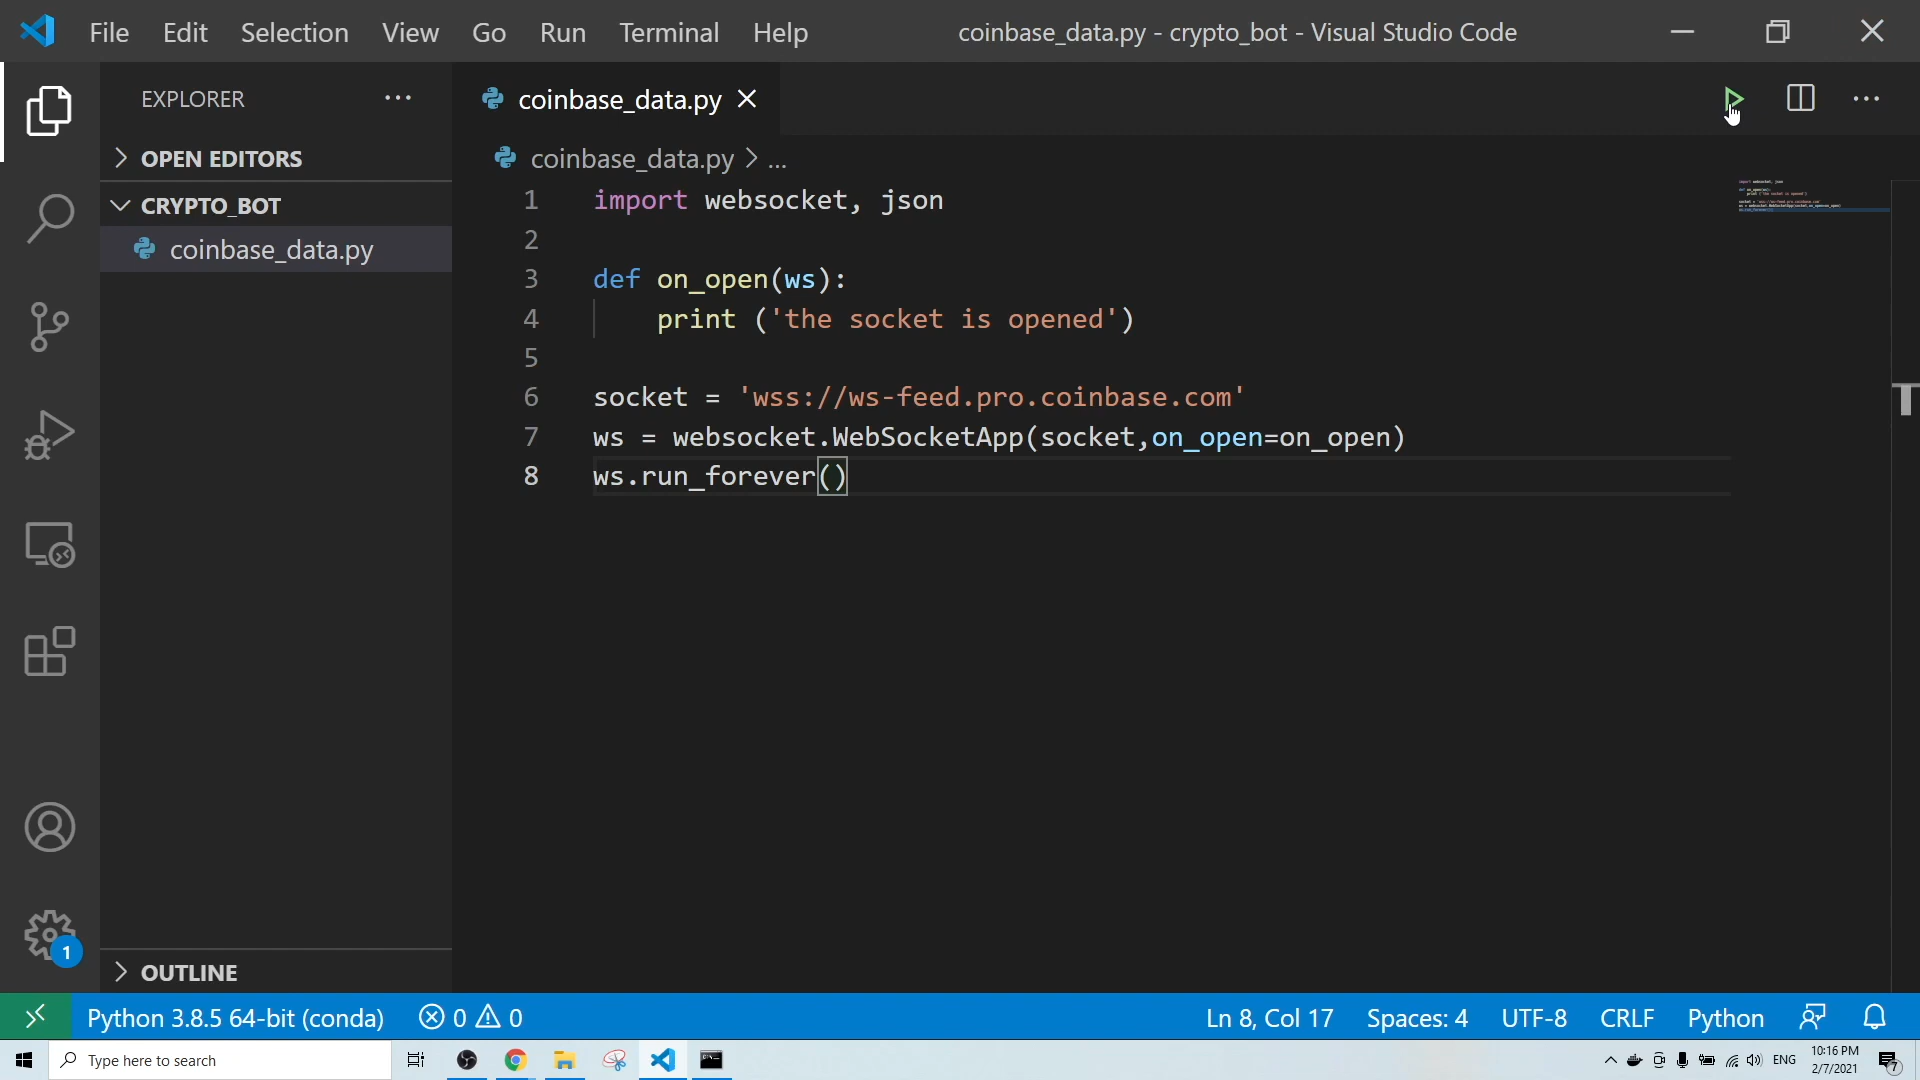 File Edit Selection View Go Run Terminal Help coinbase_data.py - crypto_bot - Visual Studio Code
EXPLORER ···
OPEN EDITORS
CRYPTO_BOT
coinbase_data.py
1
OUTLINE
coinbase_data.py
coinbase_data.py > ...
1 import websocket, json
2
3 def on_open(ws):
4 print ('the socket is opened')
5
6 socket = 'wss://ws-feed.pro.coinbase.com'
7 ws = websocket.WebSocketApp(socket,on_open=on_open)
8 ws.run_forever()
Python 3.8.5 64-bit (conda) 0 0 Ln 8, Col 17 Spaces: 4 UTF-8 CRLF Python
Type here to search
ENG
10:16 PM
2/7/2021
7